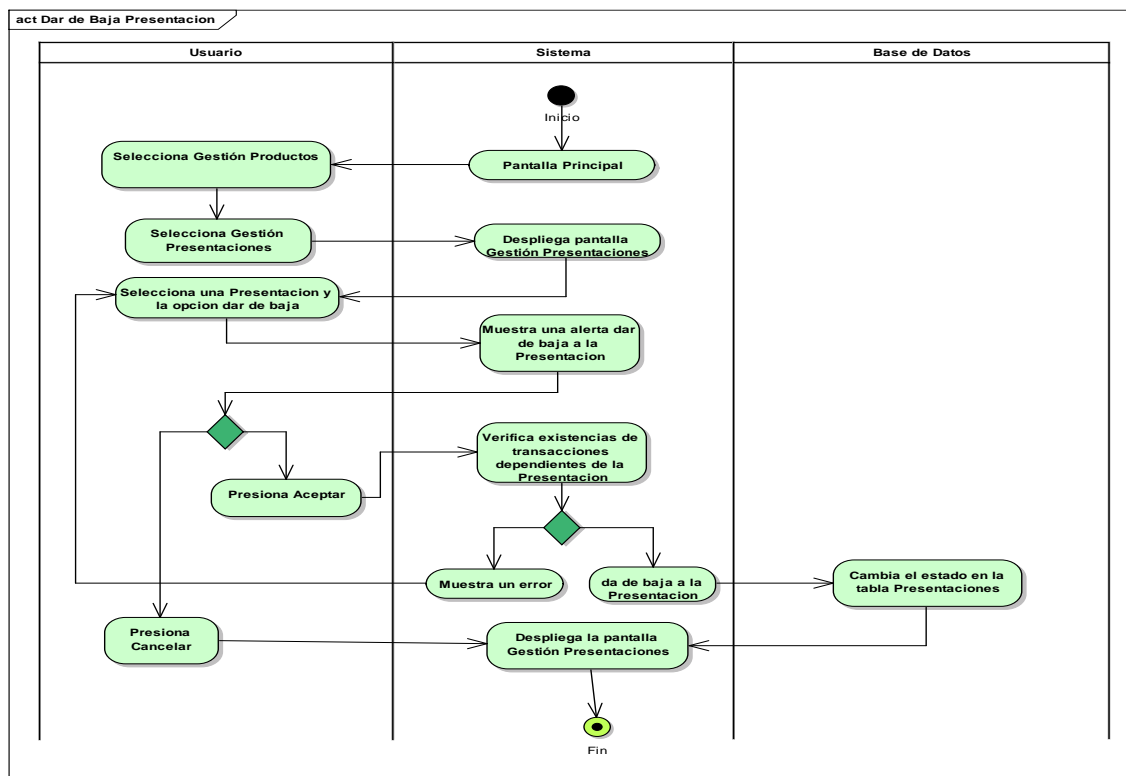 act Dar de Baja Presentacion
Usuario
Sistema
Base de Datos
Inicio
Selecciona Gestión Productos
Pantalla Principal
Selecciona Gestión
Presentaciones
Despliega pantalla
Gestión Presentaciones
Selecciona una Presentacion y
la opcion dar de baja
Muestra una alerta dar
de baja a la
Presentacion
Verifica existencias de
transacciones
dependientes de la
Presentacion
Presiona Aceptar
Muestra un error
da de baja a la
Presentacion
Cambia el estado en la
tabla Presentaciones
Presiona
Cancelar
Despliega la pantalla
Gestión Presentaciones
Fin